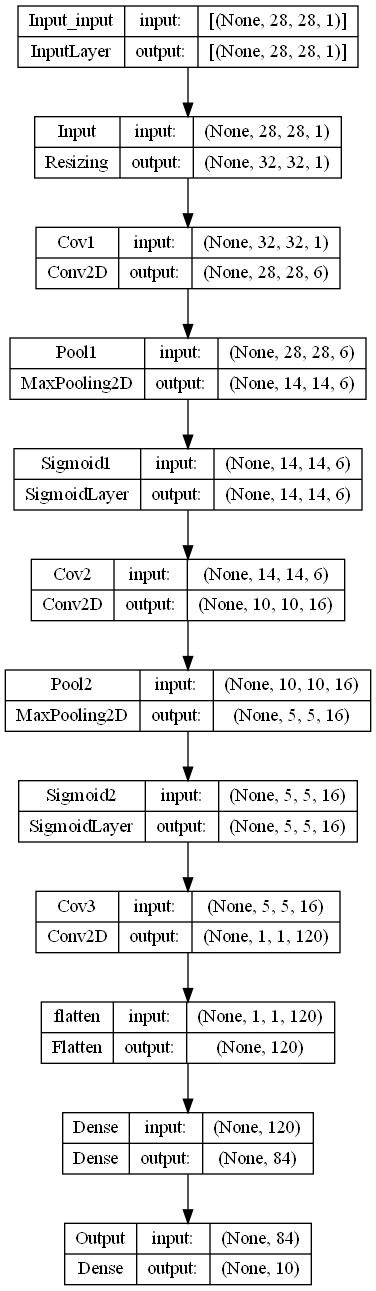 Input_input input: [(None, 28, 28, 1)]
InputLayer output: [(None, 28, 28, 1)]
Input input: (None, 28, 28, 1)
Resizing output: (None, 32, 32, 1)
Cov1 input: (None, 32, 32, 1)
Conv2D output: (None, 28, 28, 6)
Pool1 input: (None, 28, 28, 6)
MaxPooling2D output: (None, 14, 14, 6)
Sigmoid1 input: (None, 14, 14, 6)
SigmoidLayer output: (None, 14, 14, 6)
Cov2 input: (None, 14, 14, 6)
Conv2D output: (None, 10, 10, 16)
Pool2 input: (None, 10, 10, 16)
MaxPooling2D output: (None, 5, 5, 16)
Sigmoid2 input: (None, 5, 5, 16)
SigmoidLayer output: (None, 5, 5, 16)
Cov3 input: (None, 5, 5, 16)
Conv2D output: (None, 1, 1, 120)
flatten input: (None, 1, 1, 120)
Flatten output: (None, 120)
Dense input: (None, 120)
Dense output: (None, 84)
Output input: (None, 84)
Dense output: (None, 10)